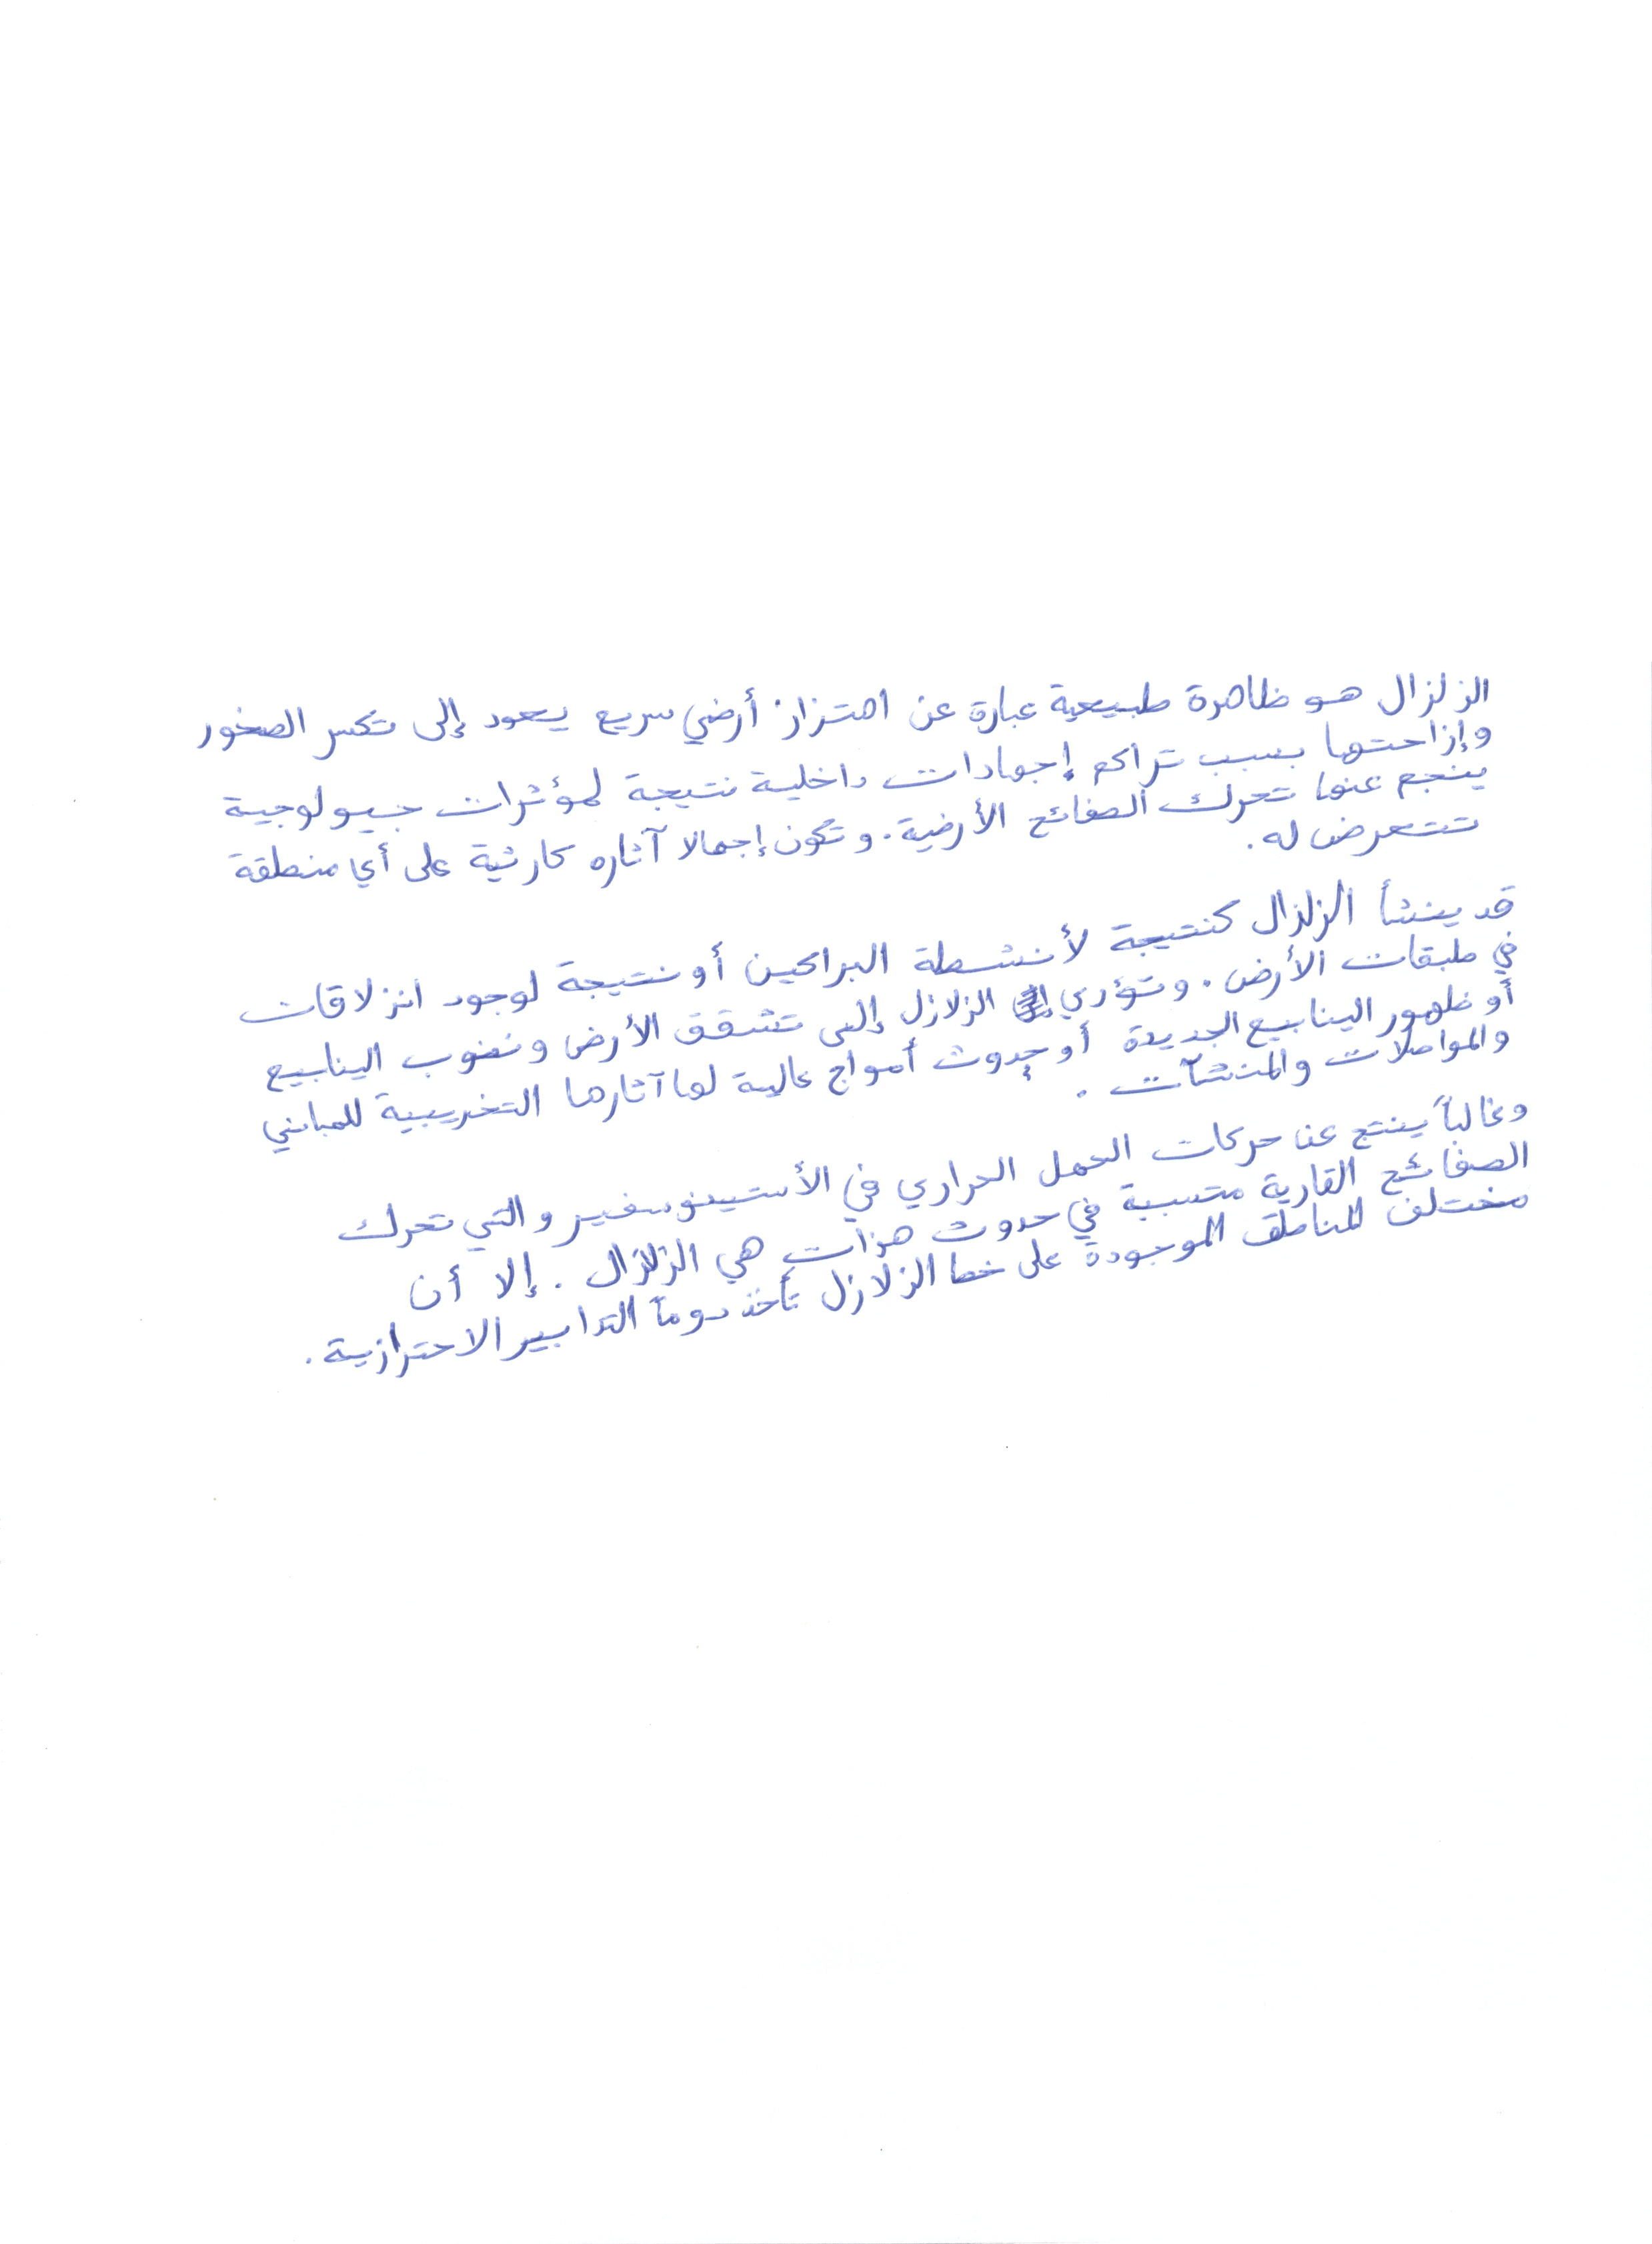 الزلزال هو ظاهرة طبيعية عبارة عن اهتزاز أرضي سريع يعود إلى تكسر الصخور
وإزاحتها بسبب تراكم إجهادات داخلية نتيجة لمؤثرات جيولوجية
ينجم عنها تحرك الصفائح الأرضية. وتكون إجمالا آثاره كارثية على أي منطقة
تتعرض له.
قد ينشأ الزلزال كنتيجة لأنشطة البراكين أو نتيجة لوجود انزلاقات
في طبقات الأرض. وتؤدي الزلازل إلى تشقق الأرض ونضوب الينابيع
أو ظهور الينابيع الجديدة أو حدوث أمواج عالية لها آثارها التخريبية للمباني
والمواصلات والمنشآت.
وغالباً ينتج عن حركات الحمل الحراري في الأستينوسفير والتي تحرك
الصفائح القارية متسببة في حدوث هزات هي الزلازل. إلا أن
مختلف المناطق الموجودة على خط الزلازل تأخذ دوماً التدابير الاحترازية.